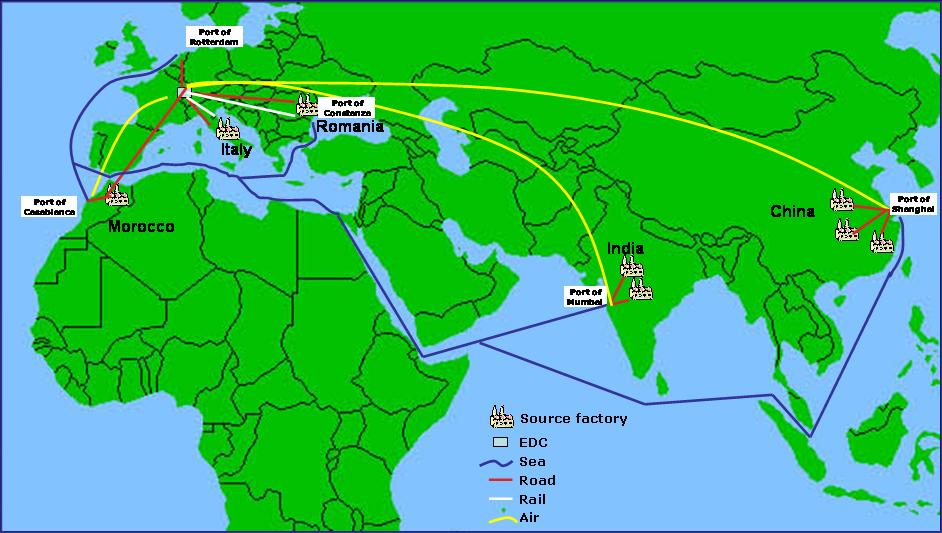 Port of
Rotterdam
Port of
Constanza
Romania
Italy
Port of
Casablanca
Morocco
China
Port of
Shanghai
India
Port of
Mumbai
Source factory
EDC
Sea
Road
Rail
Air